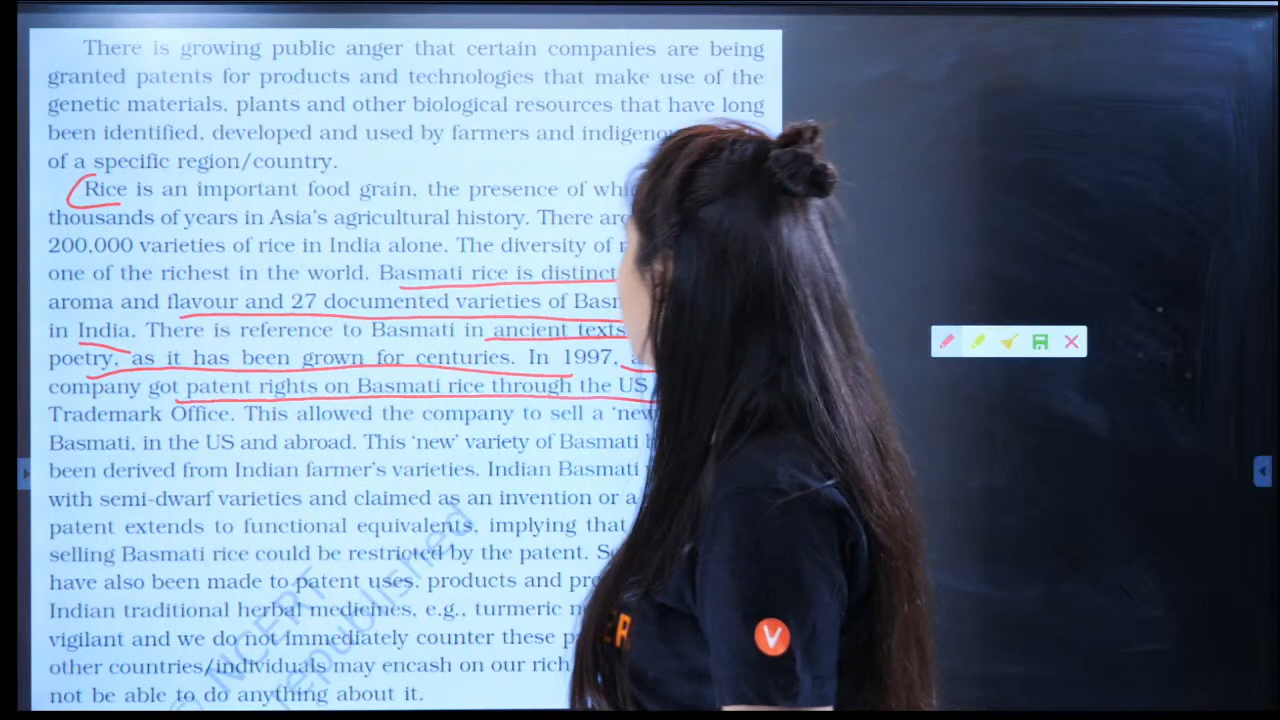 There is growing public anger that certain companies are being
granted patents for products and technologies that make use of the
genetic materials, plants and other biological resources that have long
been identified, developed and used by farmers and
of a specific region/country.
Rice is an important food grain, the presence of
thousands of years in Asia's agricultural history. There are
200,000 varieties of rice in India alone. The diversity of
one of the richest in the world. Basmati rice is distinct
aroma and flavour and 27 documented varieties of
in India. There is reference to Basmati in ancient texts
poetry, as it has been grown for centuries. In 1997,
company got patent rights on Basmati rice through the US
Trademark Office. This allowed the company to sell a ‘new
Basmati, in the US and abroad. This ‘new’ variety of Basmati
been derived from Indian farmer's varieties. Indian Basmati
with semi-dwarf varieties and claimed as an invention or a
patent extends to functional equivalents, implying that
selling Basmati rice could be restricted by the patent.
have also been made to patent uses, products and
Indian traditional herbal medicines, e.g., turmeric
vigilant and we do not immediately counter these
other countries/individuals may encash on our rich
not be able to do anything about it.
© NCERT
republished
V